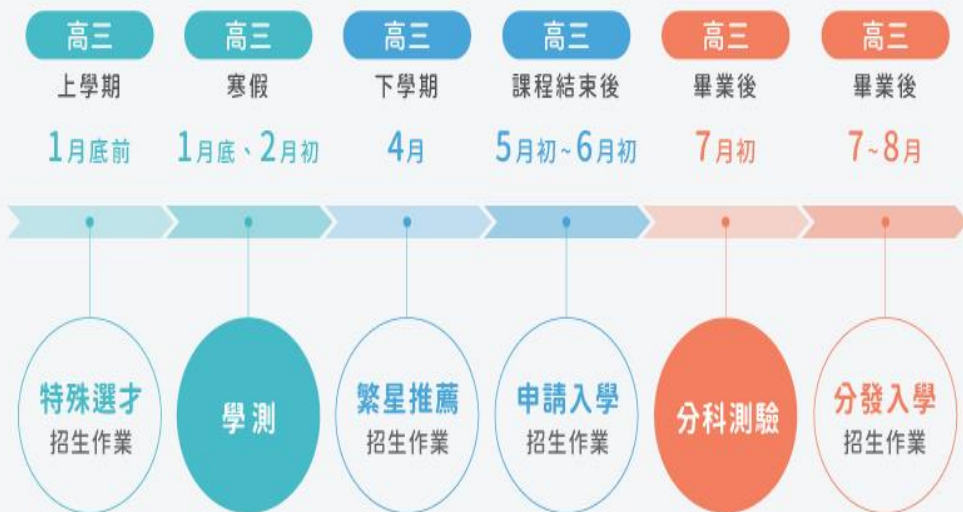 高三 高三 高三 高三 高三 高三
上學期 寒假 下學期 課程結束後 畢業後 畢業後
1月底前 1月底、2月初 4月 5月初~6月初 7月初 7~8月
特殊選才 學測 繁星推薦 申請入學 分科測驗 分發入學
招生作業 招生作業 招生作業 招生作業